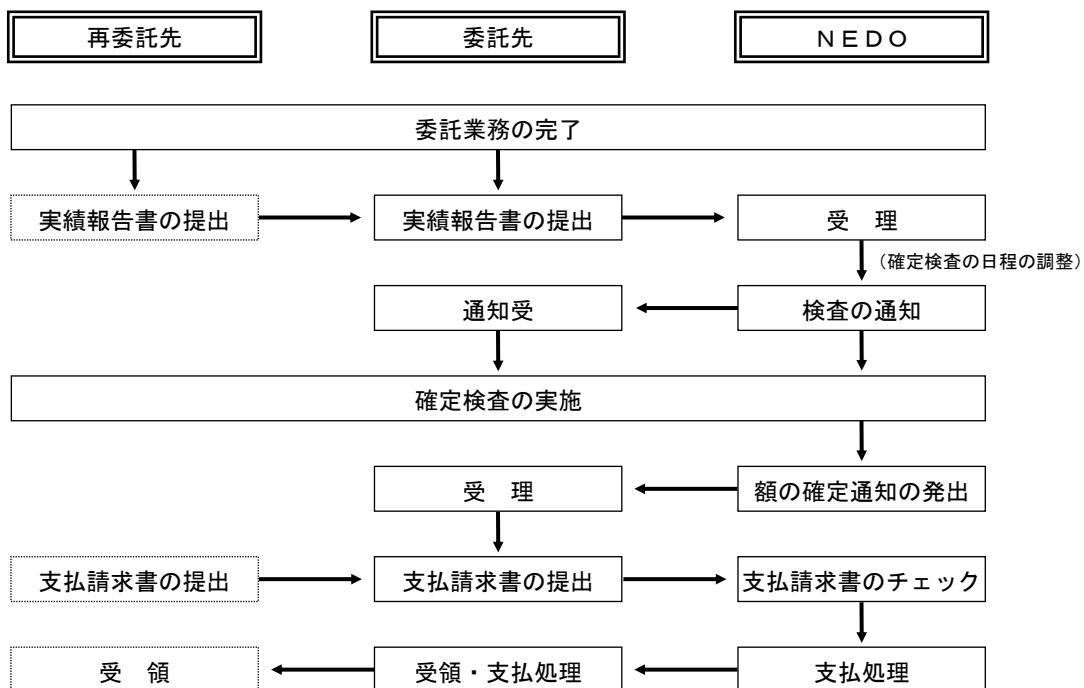 再委託先
委託先
ＮＥＤＯ
委託業務の完了
実績報告書の提出
実績報告書の提出
受　理
（確定検査の日程の調整）
通知受
検査の通知
確定検査の実施
受　理
額の確定通知の発出
支払請求書の提出
支払請求書の提出
支払請求書のチェック
受　領
受領・支払処理
支払処理